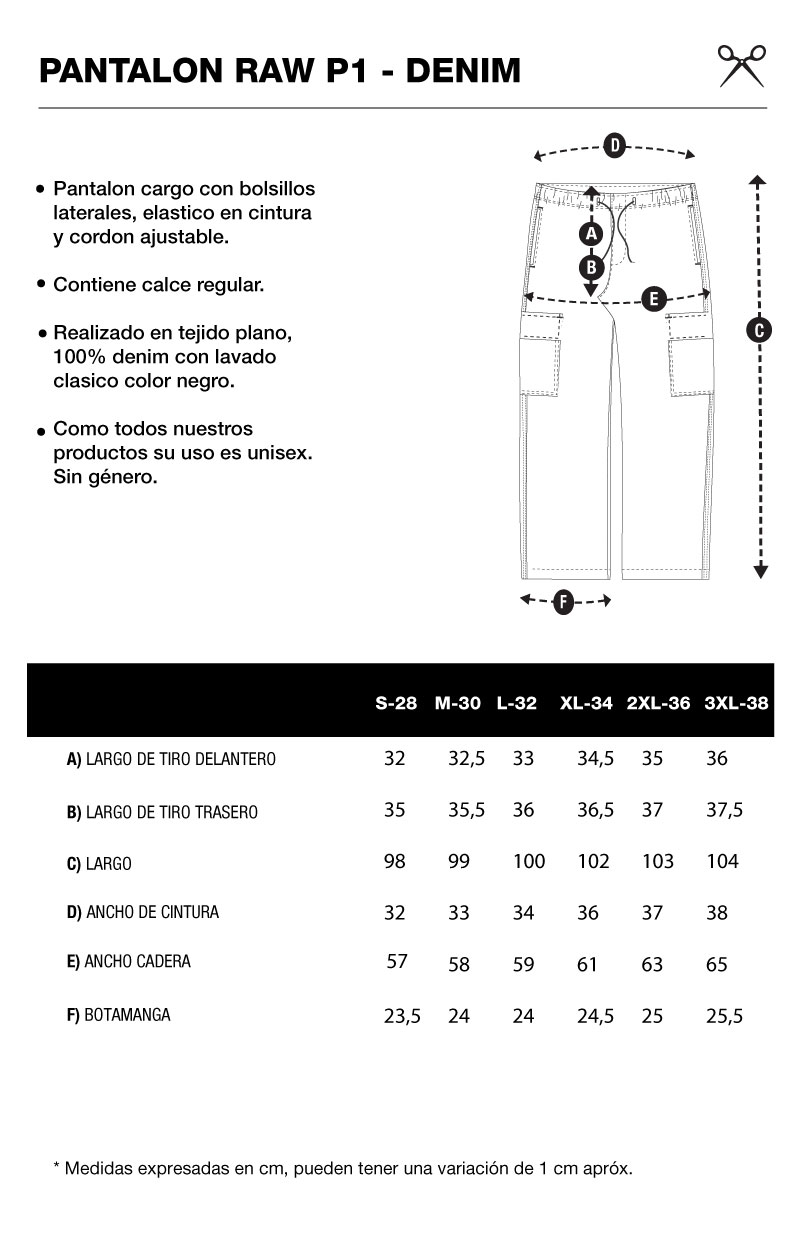 PANTALON RAW P1 - DENIM
• Pantalon cargo con bolsillos
laterales, elastico en cintura
y cordon ajustable.
• Contiene calce regular.
• Realizado en tejido plano,
100% denim con lavado
clasico color negro.
• Como todos nuestros
productos su uso es unisex.
Sin género.
D
A
B
E
C
F
S-28 M-30 L-32 XL-34 2XL-36 3XL-38
A) LARGO DE TIRO DELANTERO 32 32,5 33 34,5 35 36
B) LARGO DE TIRO TRASERO 35 35,5 36 36,5 37 37,5
C) LARGO 98 99 100 102 103 104
D) ANCHO DE CINTURA 32 33 34 36 37 38
E) ANCHO CADERA 57 58 59 61 63 65
F) BOTAMANGA 23,5 24 24 24,5 25 25,5
* Medidas expresadas en cm, pueden tener una variación de 1 cm apróx.